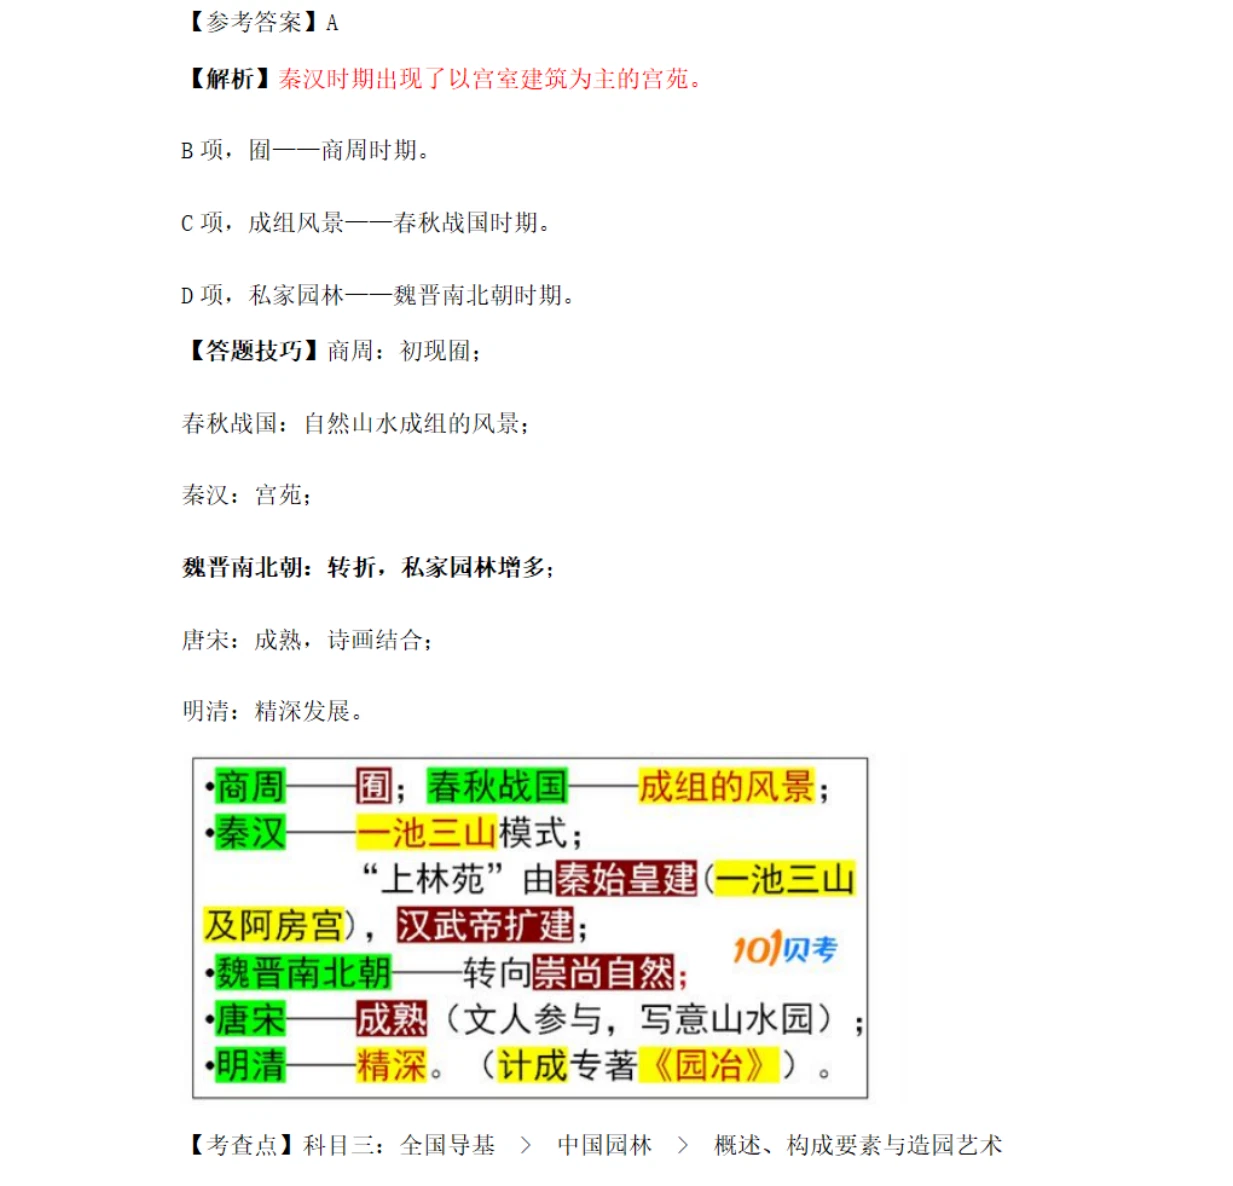 【参考答案】A
【解析】秦汉时期出现了以宫室建筑为主的宫苑。
B 项，囿——商周时期。
C 项，成组风景——春秋战国时期。
D 项，私家园林——魏晋南北朝时期。
【答题技巧】商周：初现囿；
春秋战国：自然山水成组的风景；
秦汉：宫苑；
魏晋南北朝：转折，私家园林增多；
唐宋：成熟，诗画结合；
明清：精深发展。
•商周——囿；春秋战国——成组的风景；
•秦汉——一池三山模式；
“上林苑”由秦始皇建（一池三山
及阿房宫），汉武帝扩建；
101贝考
•魏晋南北朝——转向崇尚自然；
•唐宋——成熟（文人参与，写意山水园）；
•明清——精深。（计成专著《园冶》）。
【考查点】科目三：全国导基 > 中国园林 > 概述、构成要素与造园艺术